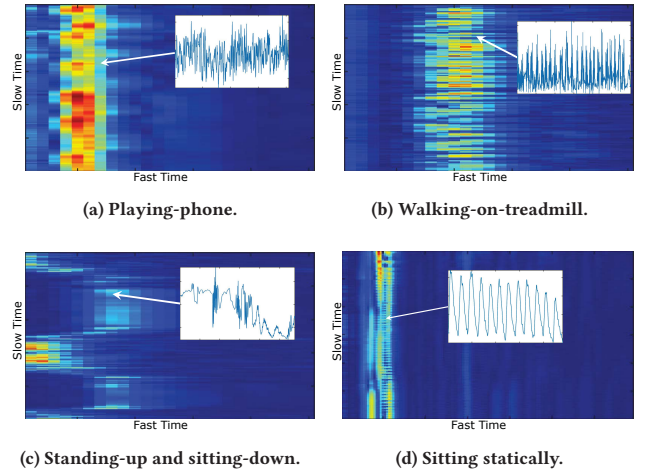 Slow Time
Fast Time
(a) Playing-phone.
Slow Time
Fast Time
(b) Walking-on-treadmill.
Slow Time
Fast Time
(c) Standing-up and sitting-down.
Slow Time
Fast Time
(d) Sitting statically.